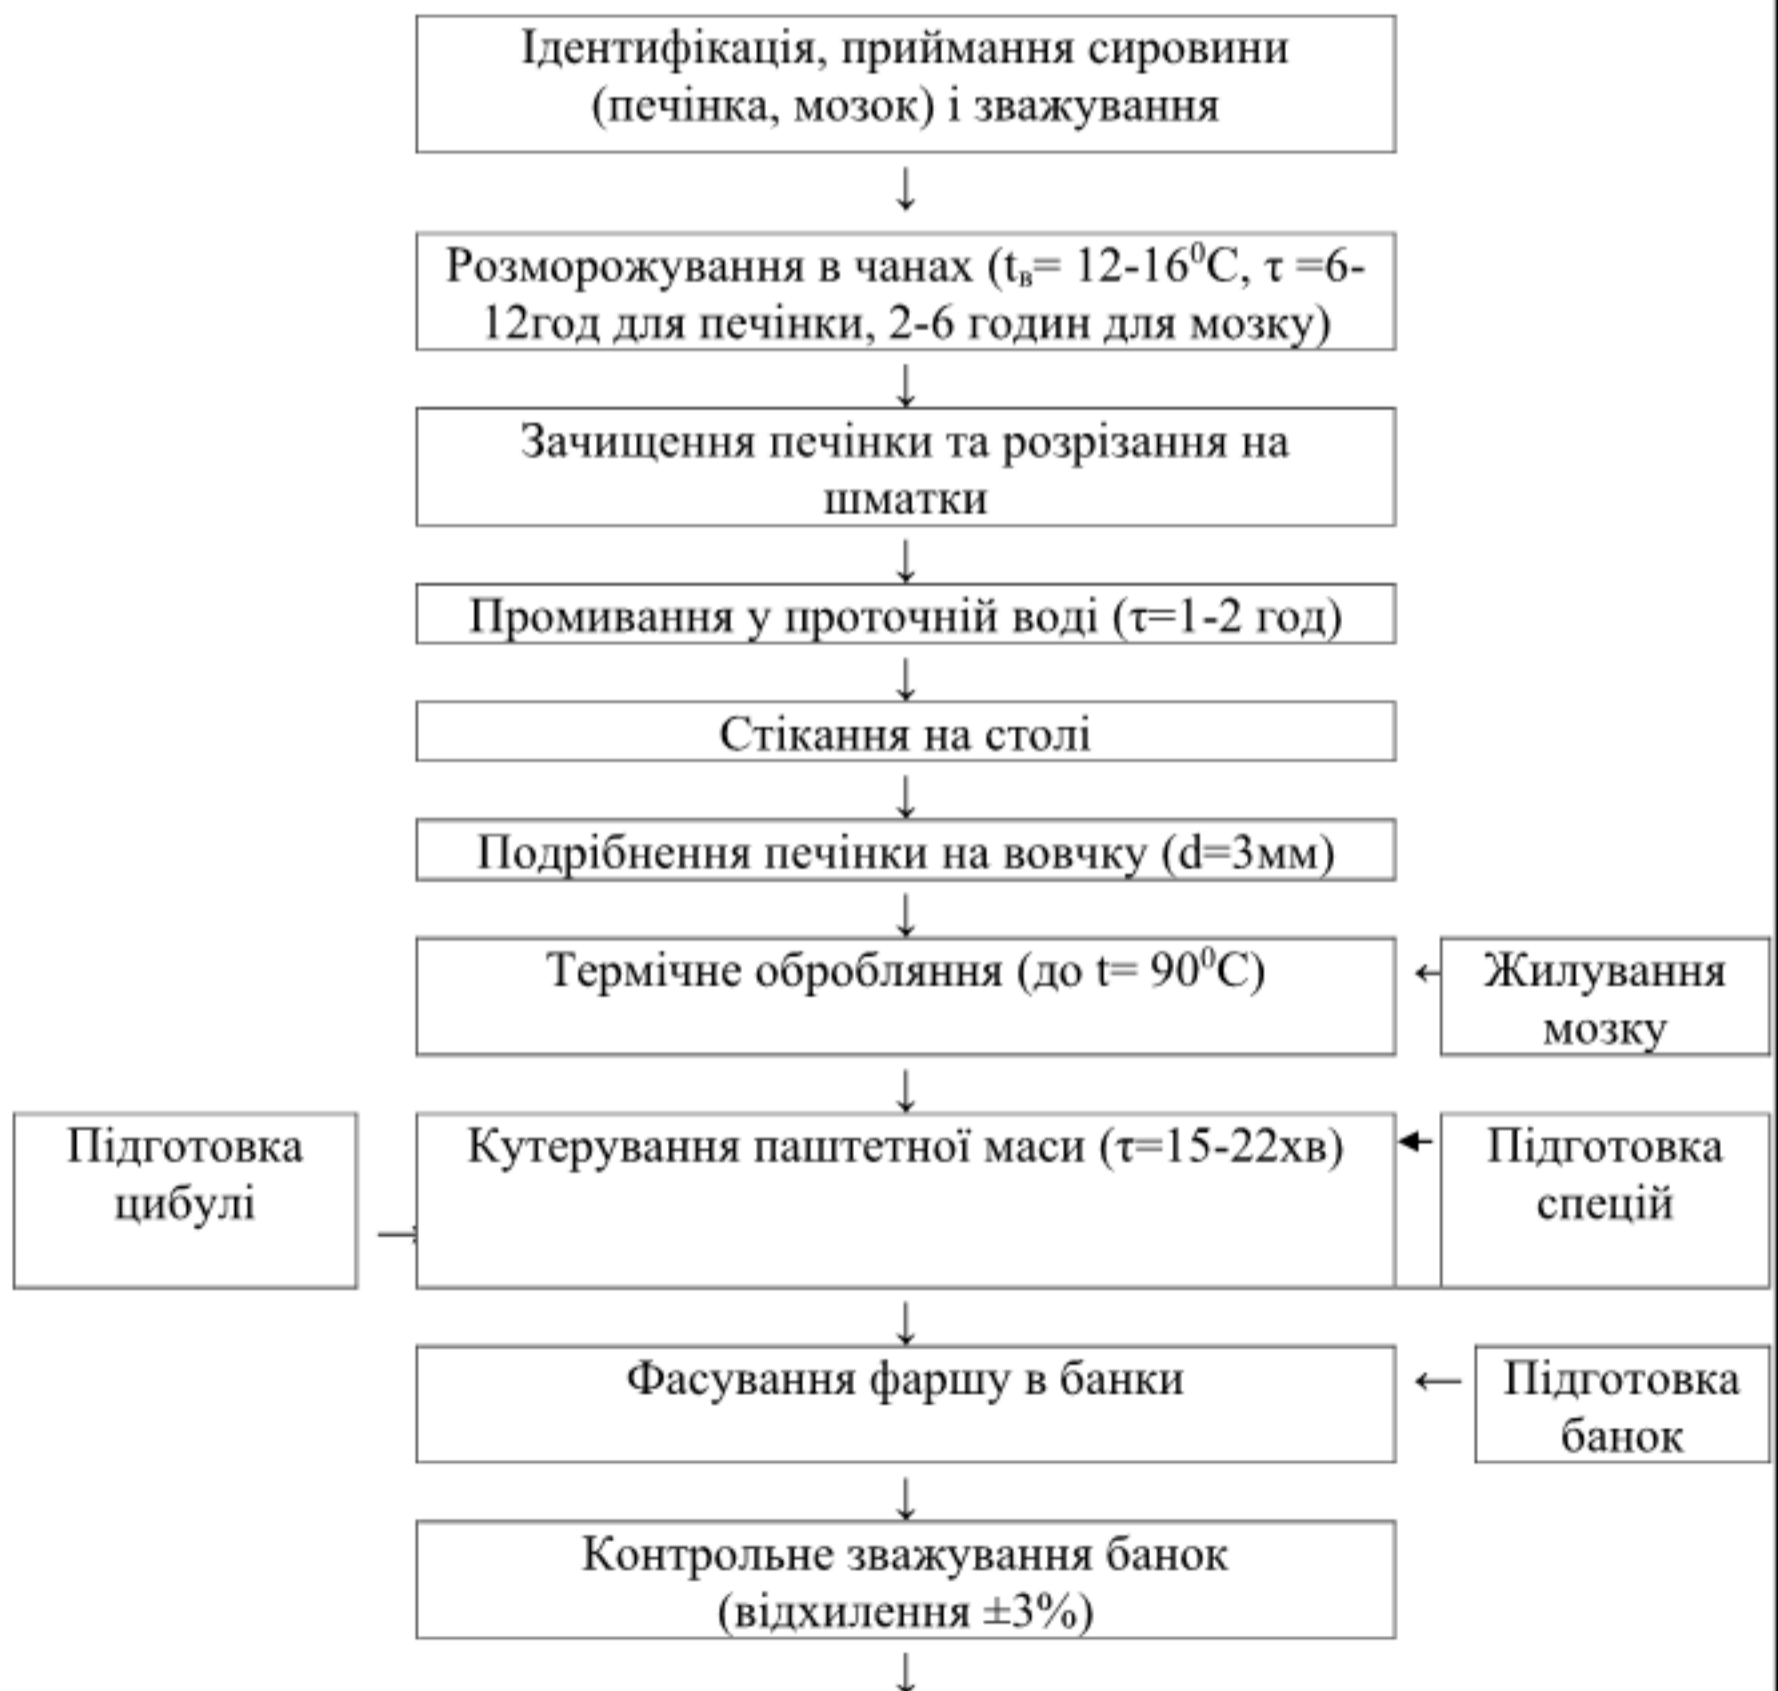 Ідентифікація, приймання сировини
(печінка, мозок) і зважування
↓
Розморожування в чанах (tв= 12-16⁰С, τ =6-
12год для печінки, 2-6 годин для мозку)
↓
Зачищення печінки та розрізання на
шматки
↓
Промивання у проточній воді (τ=1-2 год)
↓
Стікання на столі
↓
Подрібнення печінки на вовчку (d=3мм)
↓
Термічне обробляння (до t= 90⁰С)
←
Жилування
мозку
↓
Підготовка
цибулі
→
Кутерування паштетної маси (τ=15-22хв)
←
Підготовка
спецій
↓
Фасування фаршу в банки
←
Підготовка
банок
↓
Контрольне зважування банок
(відхилення ±3%)
↓